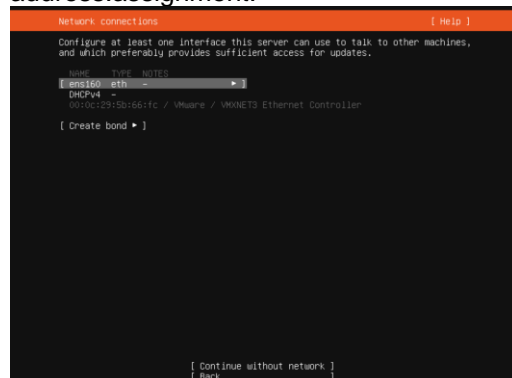 address.assignment.
Network connections [ Help ]
Configure at least one interface this server can use to talk to other machines,
and which preferably provides sufficient access for updates.
NAME TYPE NOTES
[ ens160 eth - ▸ ]
DHCPv4 -
00:0c:29:5b:66:fc / VMware / VMXNET3 Ethernet Controller
[ Create bond ▸ ]
[ Continue without network ]
[ Back ]